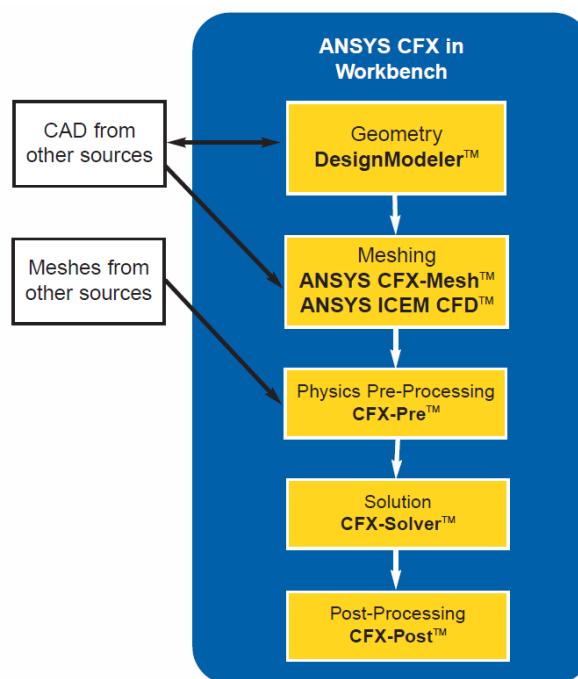 ANSYS CFX in
Workbench
CAD from
other sources
Geometry
DesignModeler™
Meshes from
other sources
Meshing
ANSYS CFX-Mesh™
ANSYS ICEM CFD™
Physics Pre-Processing
CFX-Pre™
Solution
CFX-Solver™
Post-Processing
CFX-Post™